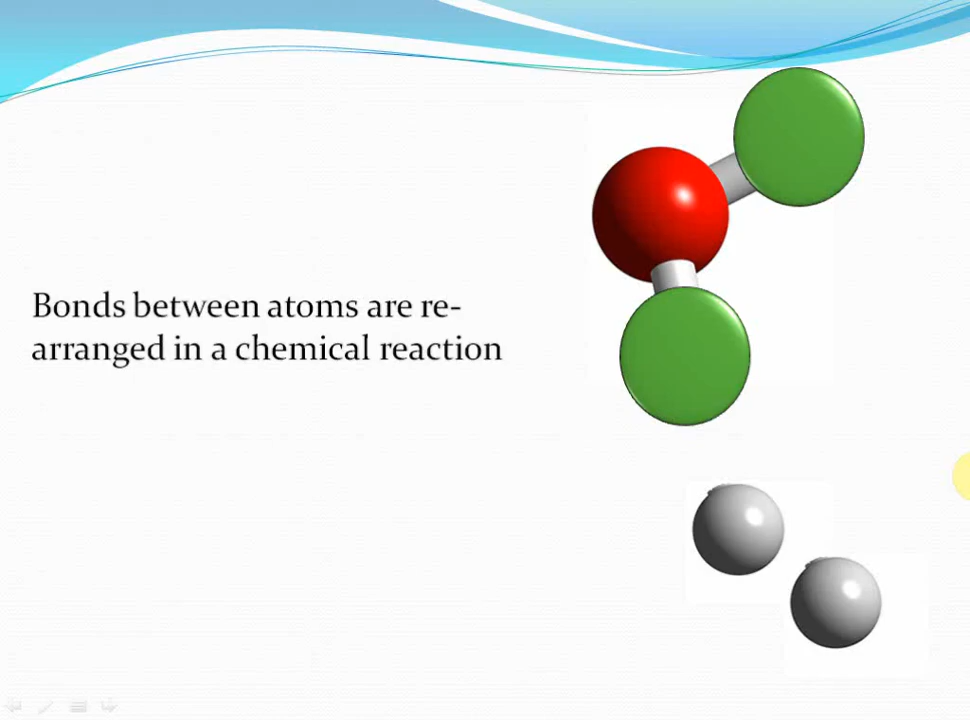 Bonds between atoms are re-
arranged in a chemical reaction